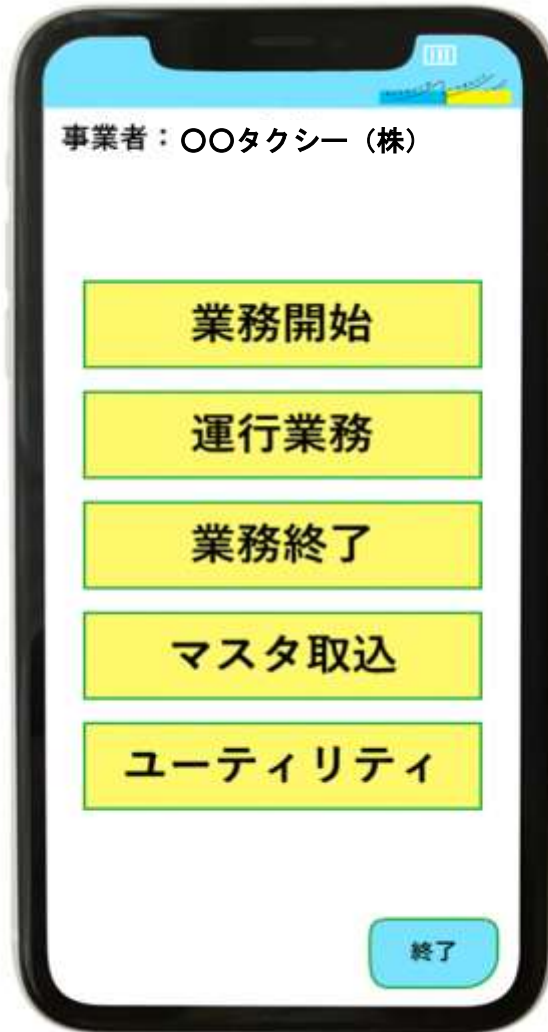 事業者：〇〇タクシー（株）
業務開始
運行業務
業務終了
マスタ取込
ユーティリティ
終了